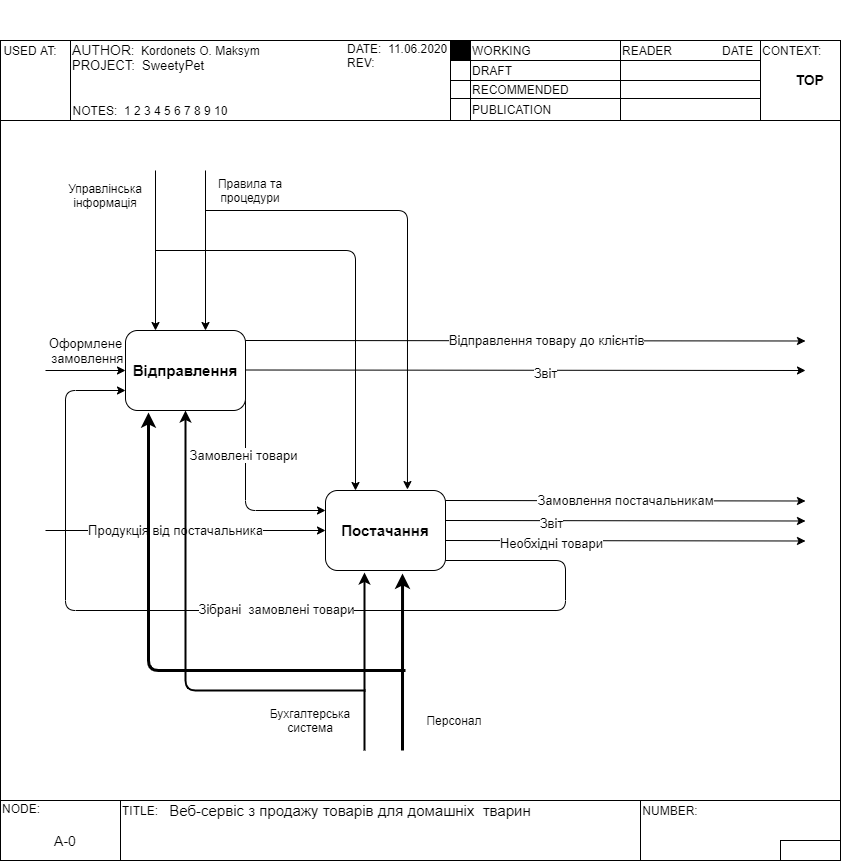 USED AT:
AUTHOR: Kordonets O. Maksym
PROJECT: SweetyPet
NOTES: 1 2 3 4 5 6 7 8 9 10
DATE: 11.06.2020
REV:
WORKING
DRAFT
RECOMMENDED
PUBLICATION
READER DATE
CONTEXT:
TOP
Управлінська
інформація
Правила та
процедури
Оформлене
замовлення
Відправлення
Відправлення товару до клієнтів
Звіт
Замовлені товари
Продукція від постачальника
Постачання
Замовлення постачальникам
Звіт
Необхідні товари
Зібрані замовлені товари
Бухгалтерська
система
Персонал
NODE:
A-0
TITLE: Веб-сервіс з продажу товарів для домашніх тварин
NUMBER: